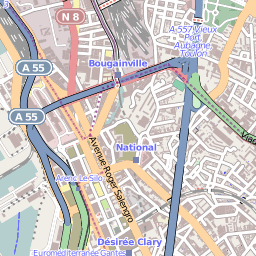 N 8
A 55
A 557 Vieux
Port
Aubagne
Toulon
Bougainville
A 55
Avenue Roger Salengro
National
Arenc Le Silo
Désirée Clary
Euroméditerranée Gantès